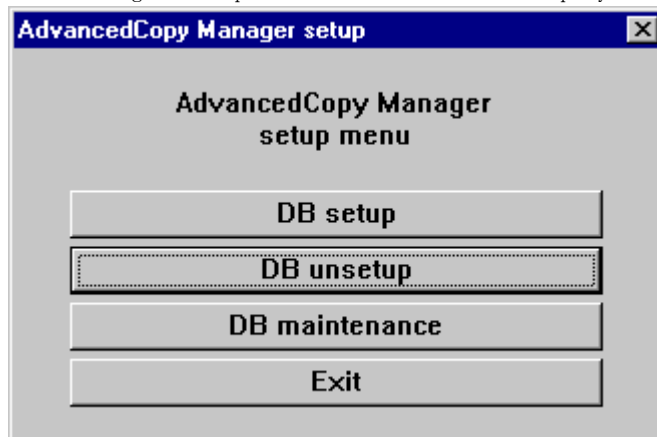 AdvancedCopy Manager setup
AdvancedCopy Manager
setup menu
DB setup
DB unsetup
DB maintenance
Exit